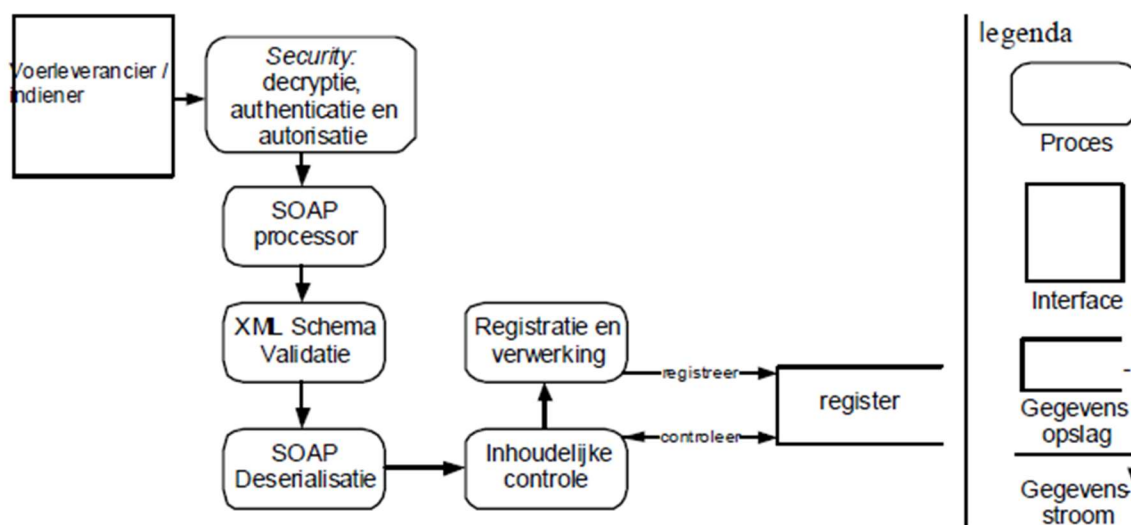 Voerleverancier /
indiener
Security:
decryptie,
authenticatie en
autorisatie
SOAP
processor
XML Schema
Validatie
SOAP
Deserialisatie
Inhoudelijke
controle
Registratie en
verwerking
registreer
controleer
register
legenda
Proces
Interface
Gegevens
opslag
Gegevens
stroom